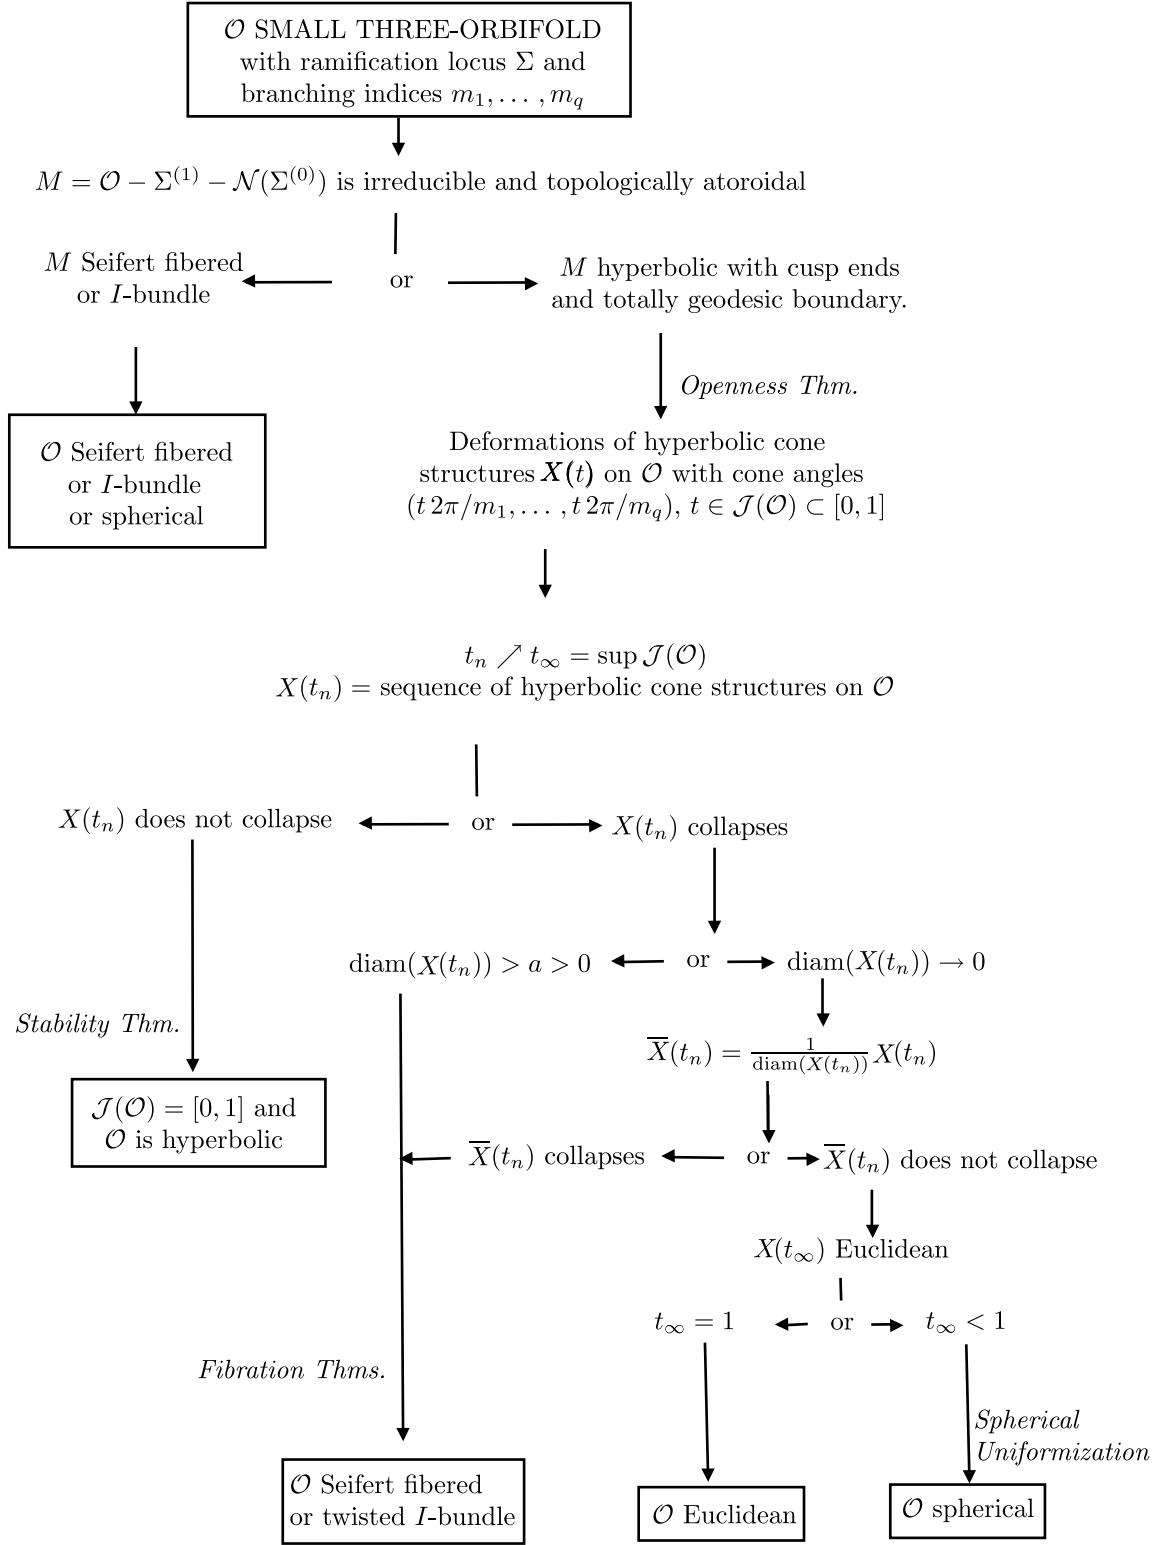 𝒪 SMALL THREE-ORBIFOLD
with ramification locus Σ and
branching indices m₁, … , m_q
M = 𝒪 − Σ⁽¹⁾ − 𝒩(Σ⁽⁰⁾) is irreducible and topologically atoroidal
M Seifert fibered
or I-bundle
or
M hyperbolic with cusp ends
and totally geodesic boundary.
Openness Thm.
𝒪 Seifert fibered
or I-bundle
or spherical
Deformations of hyperbolic cone
structures X(t) on 𝒪 with cone angles
(t 2π/m₁, … , t 2π/m_q), t ∈ 𝒥(𝒪) ⊂ [0, 1]
t_n ↗ t_∞ = sup 𝒥(𝒪)
X(t_n) = sequence of hyperbolic cone structures on 𝒪
X(t_n) does not collapse
or
X(t_n) collapses
diam(X(t_n)) > a > 0
or
diam(X(t_n)) → 0
Stability Thm.
X̅(t_n) = 1/diam(X(t_n)) X(t_n)
𝒥(𝒪) = [0, 1] and
𝒪 is hyperbolic
X̅(t_n) collapses
or
X̅(t_n) does not collapse
X(t_∞) Euclidean
t_∞ = 1
or
t_∞ < 1
Fibration Thms.
Spherical
Uniformization
𝒪 Seifert fibered
or twisted I-bundle
𝒪 Euclidean
𝒪 spherical